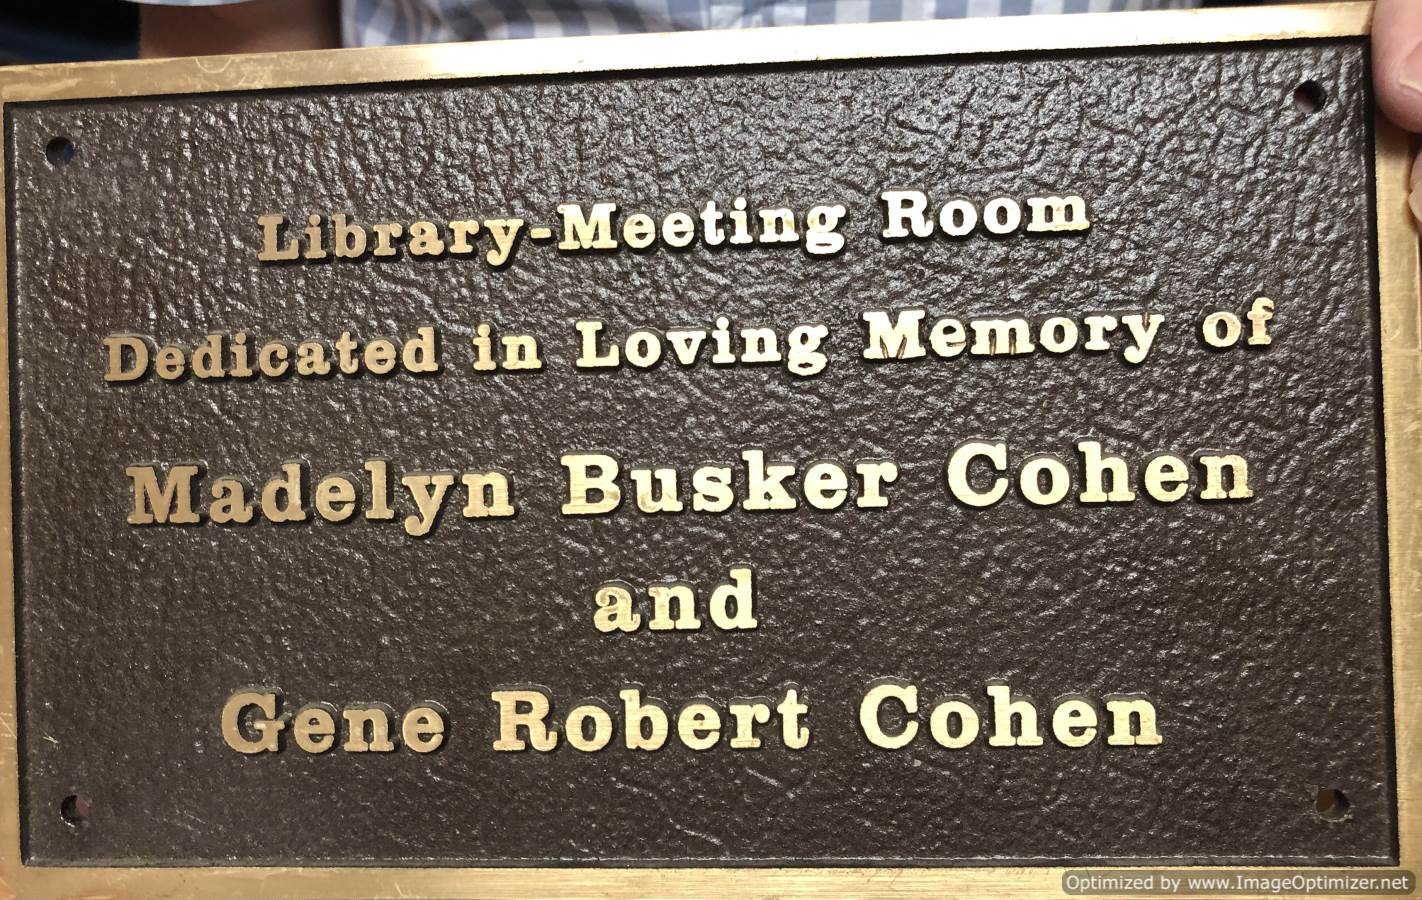 Library-Meeting Room
Dedicated in Loving Memory of
Madelyn Busker Cohen
and
Gene Robert Cohen
Optimized by www.ImageOptimizer.net